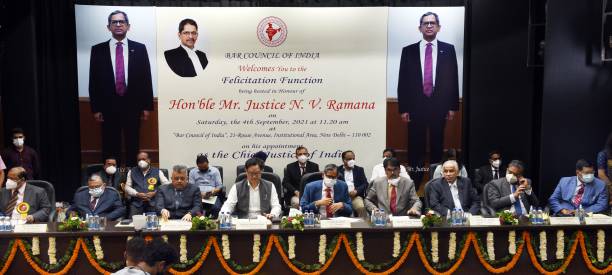 BAR COUNCIL OF INDIA
Welcomes You to the
Felicitation Function
being hosted in Honour of
Hon'ble Mr. Justice N. V. Ramana
on
Saturday, the 4th September, 2021 at 11.20 am
at
"Bar Council of India", 21-Rouse Avenue, Institutional Area, New Delhi - 110 002
on his appointment
as the Chief Justice of India